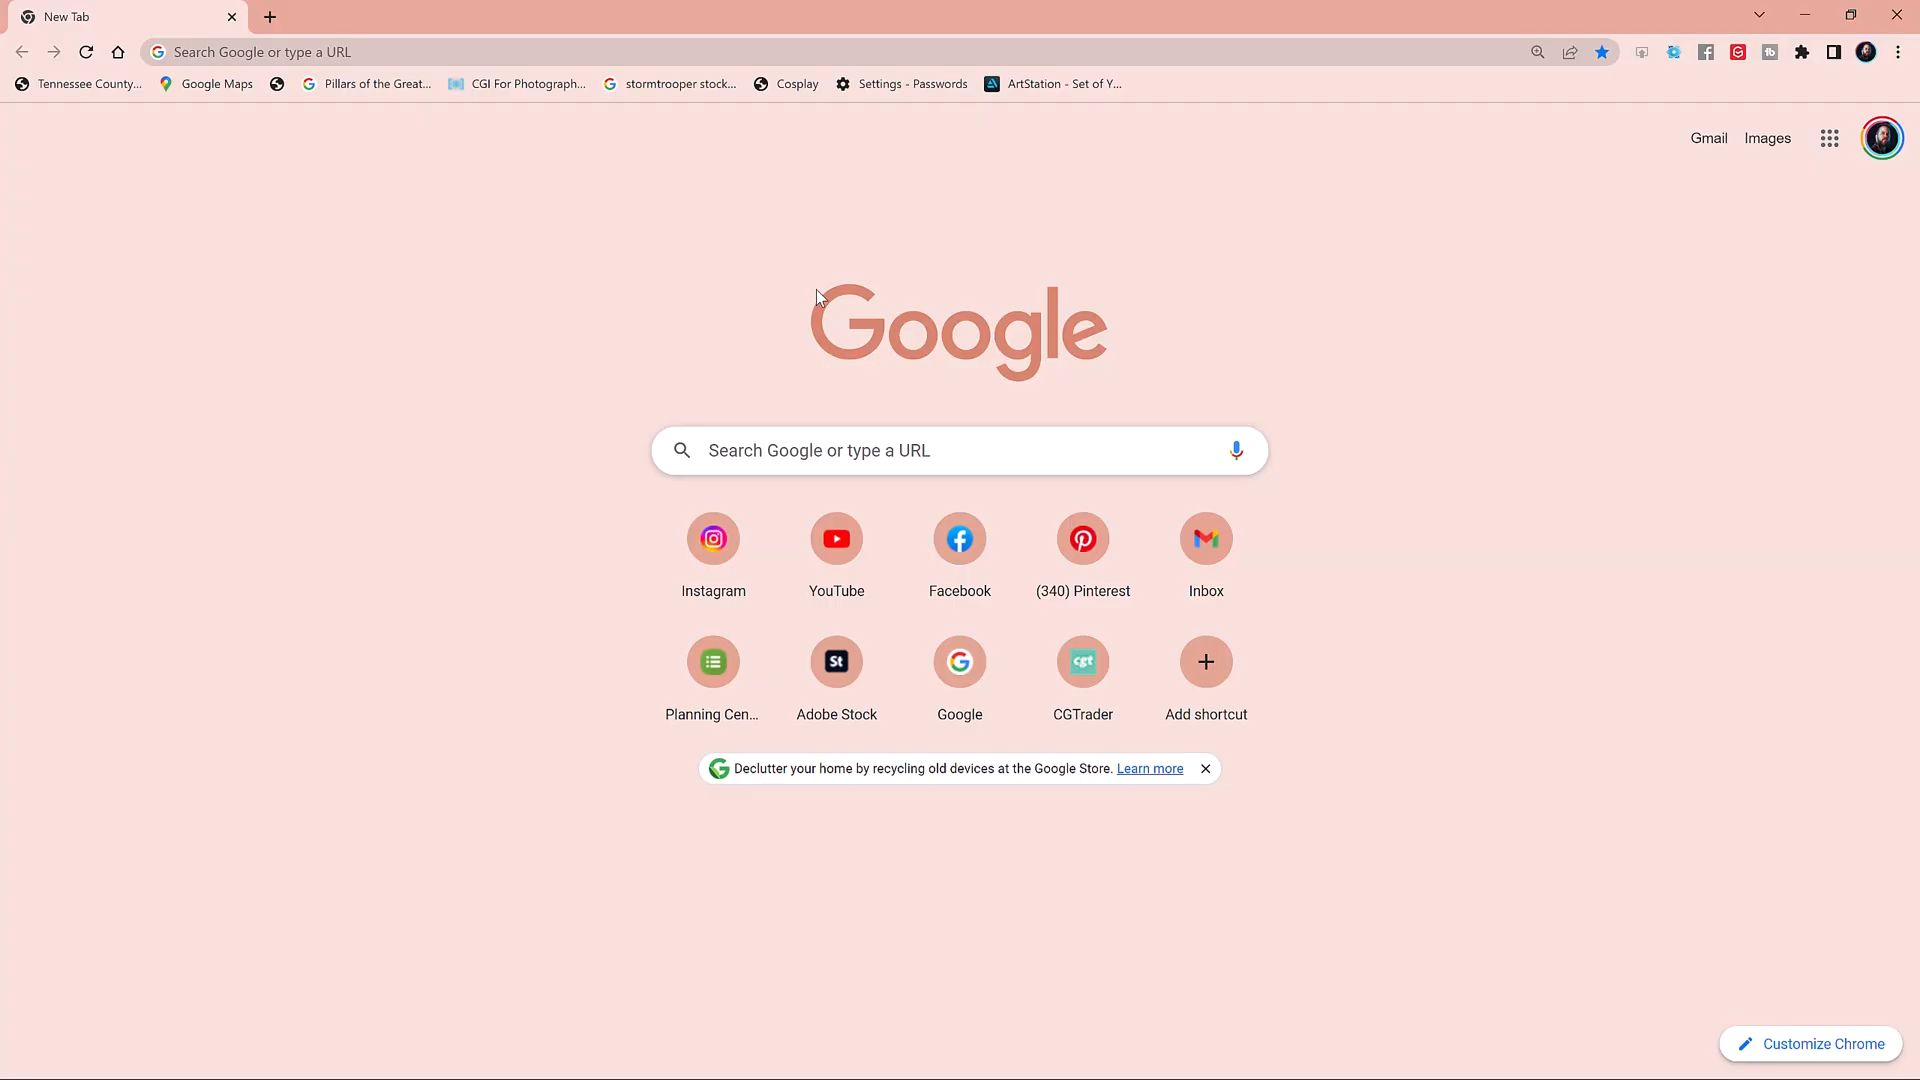 New Tab
Search Google or type a URL
Tennessee County...
Google Maps
Pillars of the Great...
CGI For Photograph...
stormtrooper stock...
Cosplay
Settings - Passwords
ArtStation - Set of Y...
Gmail
Images
Google
Search Google or type a URL
Instagram
YouTube
Facebook
(340) Pinterest
Inbox
St
cgt
Planning Cen...
Adobe Stock
Google
CGTrader
Add shortcut
Declutter your home by recycling old devices at the Google Store. Learn more
Customize Chrome